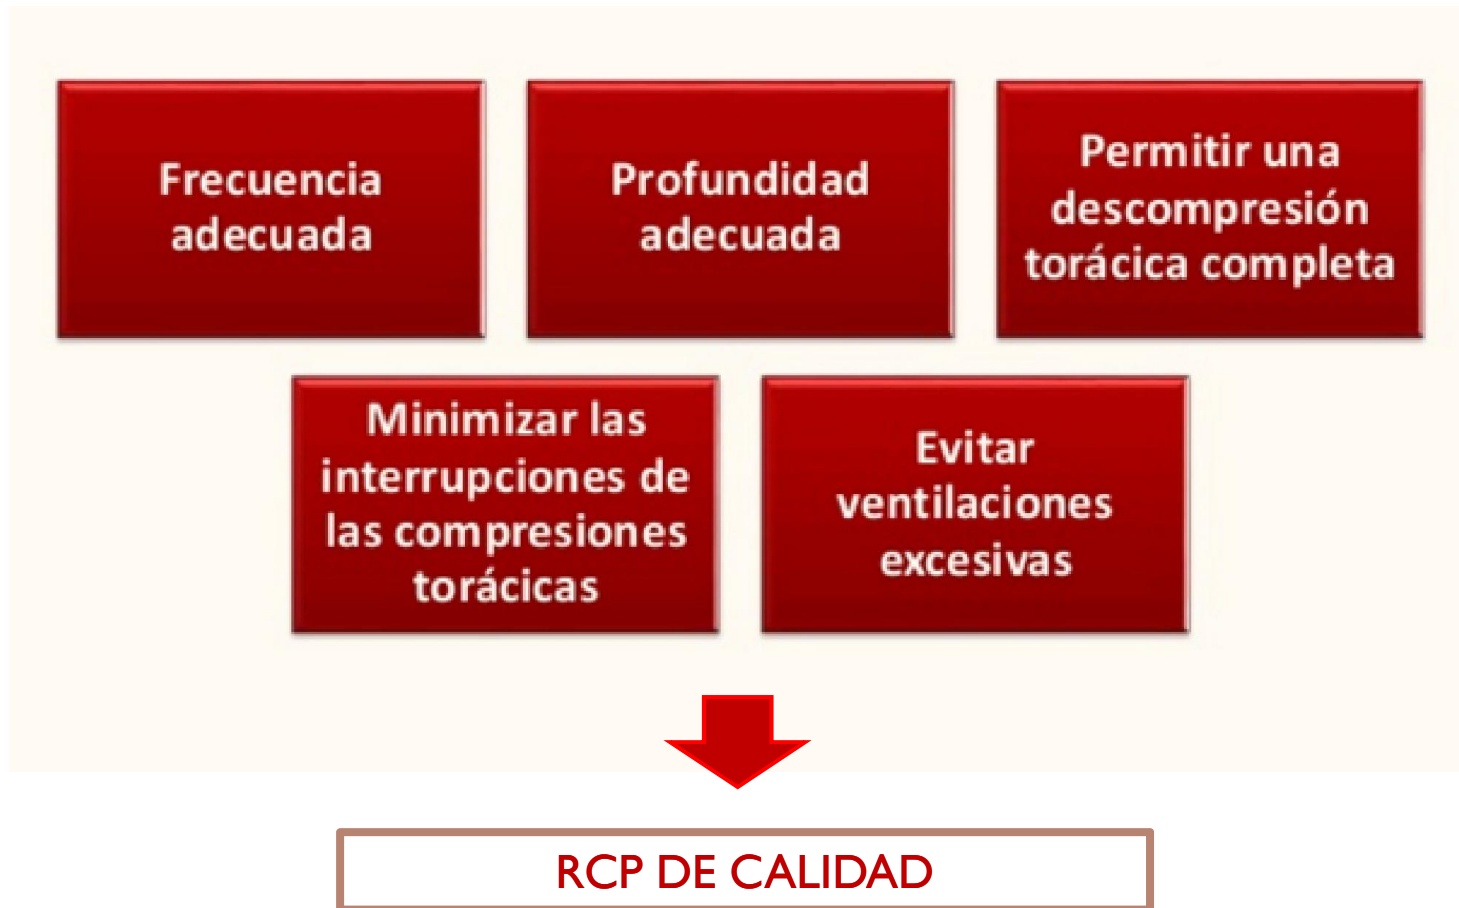 Frecuencia
adecuada
Profundidad
adecuada
Permitir una
descompresión
torácica completa
Minimizar las
interrupciones de
las compresiones
torácicas
Evitar
ventilaciones
excesivas
RCP DE CALIDAD